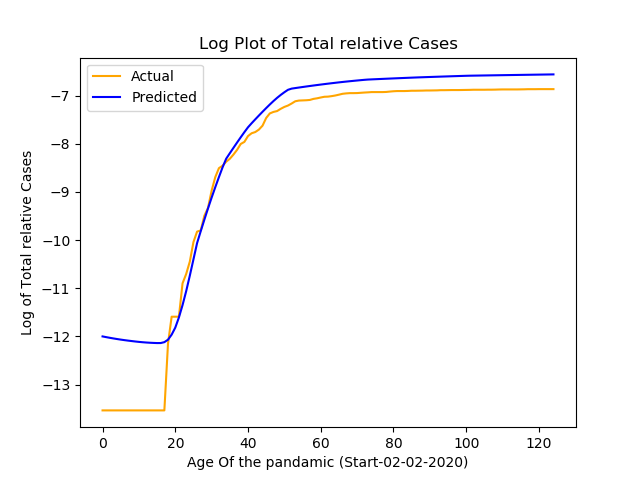 Log Plot of Total relative Cases
Actual
Predicted
Log of Total relative Cases
−7
−8
−9
−10
−11
−12
−13
0 20 40 60 80 100 120
Age Of the pandamic (Start-02-02-2020)